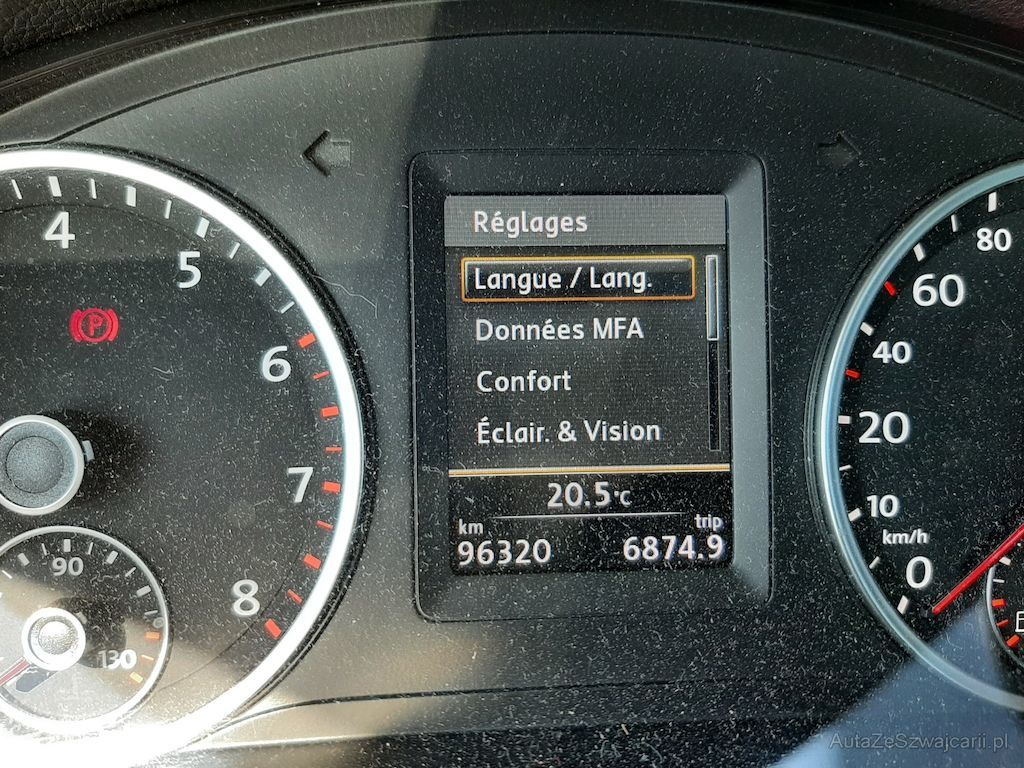 Réglages
Langue / Lang.
Données MFA
Confort
Éclair. & Vision
20.5°C
km trip
96320 6874.9
4
5
6
7
8
P
90
130
80
60
40
20
10
km/h
0
AutaZeSzwajcarii.pl